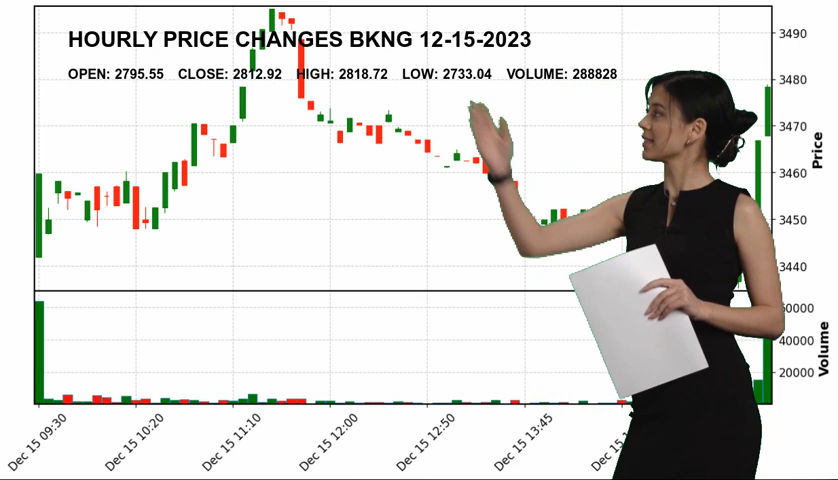 HOURLY PRICE CHANGES BKNG 12-15-2023
OPEN: 2795.55 CLOSE: 2812.92 HIGH: 2818.72 LOW: 2733.04 VOLUME: 288828
3490
3480
3470
3460
3450
3440
Price
40000
20000
Volume
Dec 15 09:30
Dec 15 10:20
Dec 15 11:10
Dec 15 12:00
Dec 15 12:50
Dec 15 13:45
Dec 15